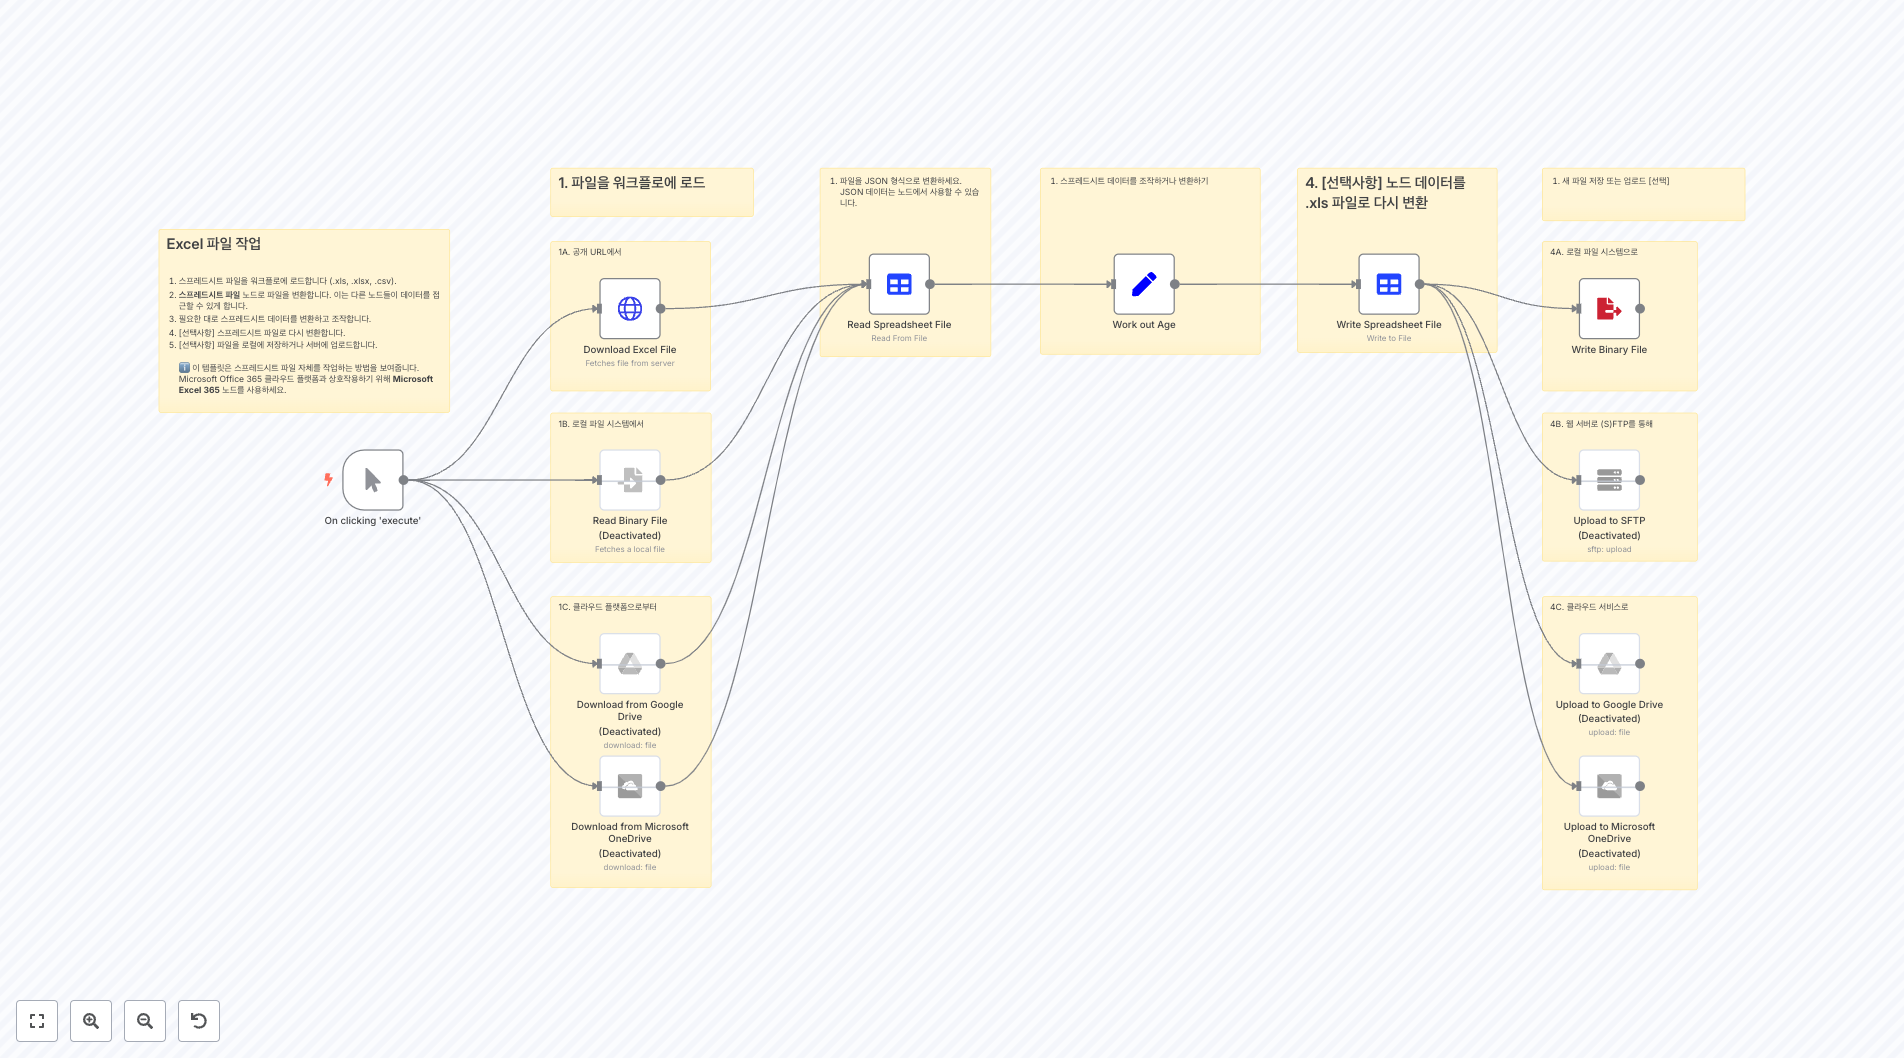 Excel 파일 작업
1. 스프레드시트 파일을 워크플로에 로드합니다 (.xls, .xlsx, .csv).
2. 스프레드시트 파일 노드로 파일을 변환합니다. 이는 다른 노드들이 데이터를 접
근할 수 있게 합니다.
3. 필요한 대로 스프레드시트 데이터를 변환하고 조작합니다.
4. [선택사항] 스프레드시트 파일로 다시 변환합니다.
5. [선택사항] 파일을 로컬에 저장하거나 서버에 업로드합니다.
ℹ️ 이 템플릿은 스프레드시트 파일 자체를 작업하는 방법을 보여줍니다.
Microsoft Office 365 클라우드 플랫폼과 상호작용하기 위해 Microsoft
Excel 365 노드를 사용하세요.
On clicking 'execute'
1. 파일을 워크플로에 로드
1A. 공개 URL에서
Download Excel File
Fetches file from server
1B. 로컬 파일 시스템에서
Read Binary File
(Deactivated)
Fetches a local file
1C. 클라우드 플랫폼으로부터
Download from Google
Drive
(Deactivated)
download: file
Download from Microsoft
OneDrive
(Deactivated)
download: file
1. 파일을 JSON 형식으로 변환하세요.
JSON 데이터는 노드에서 사용할 수 있습
니다.
Read Spreadsheet File
Read From File
1. 스프레드시트 데이터를 조작하거나 변환하기
Work out Age
4. [선택사항] 노드 데이터를
.xls 파일로 다시 변환
Write Spreadsheet File
Write to File
1. 새 파일 저장 또는 업로드 [선택]
4A. 로컬 파일 시스템으로
Write Binary File
4B. 웹 서버로 (S)FTP를 통해
Upload to SFTP
(Deactivated)
sftp: upload
4C. 클라우드 서비스로
Upload to Google Drive
(Deactivated)
upload: file
Upload to Microsoft
OneDrive
(Deactivated)
upload: file